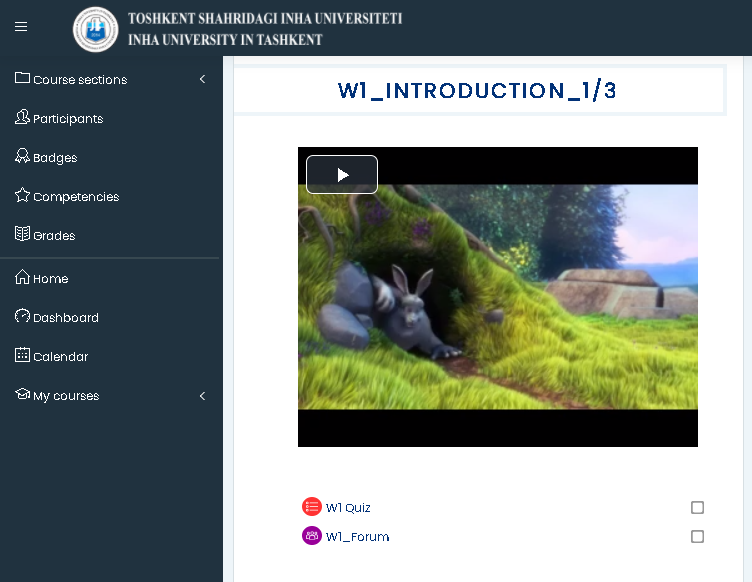 TOSHKENT SHAHRIDAGI INHA UNIVERSITETI
INHA UNIVERSITY IN TASHKENT
Course sections
Participants
Badges
Competencies
Grades
Home
Dashboard
Calendar
My courses
W1_INTRODUCTION_1/3
W1 Quiz
W1_Forum